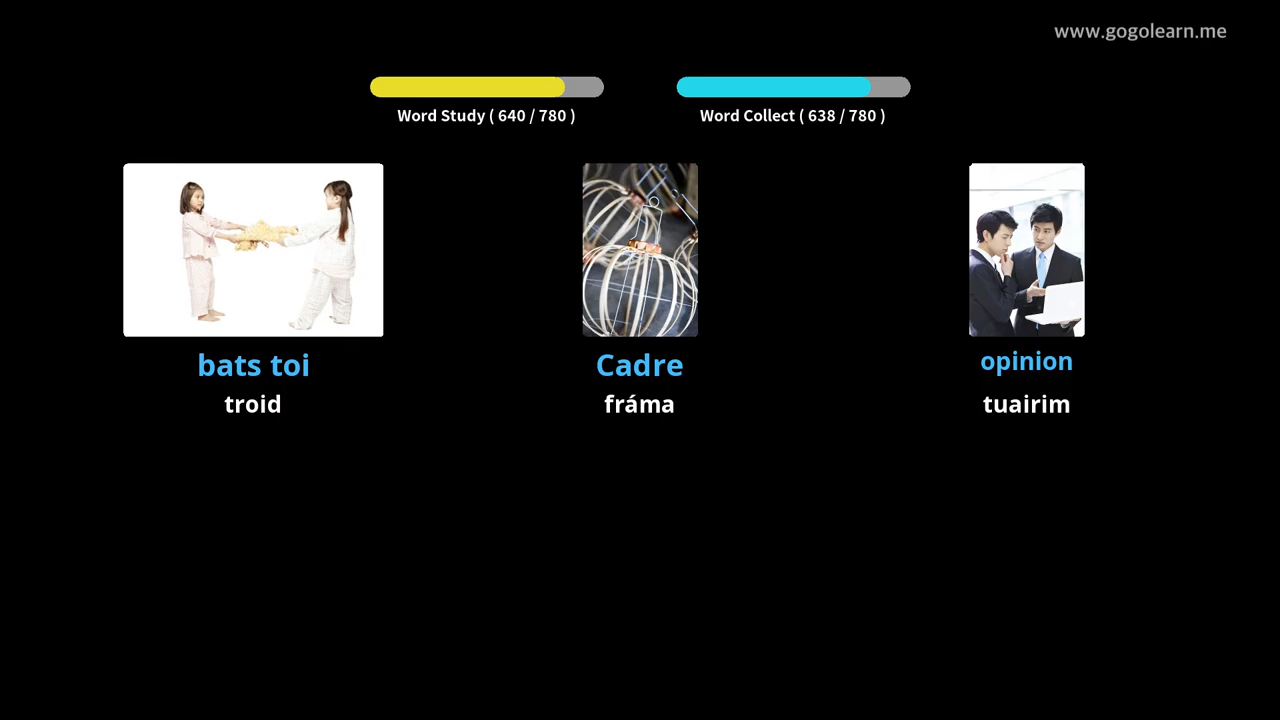 www.gogolearn.me
Word Study ( 640 / 780 )
Word Collect ( 638 / 780 )
bats toi
troid
Cadre
fráma
opinion
tuairim